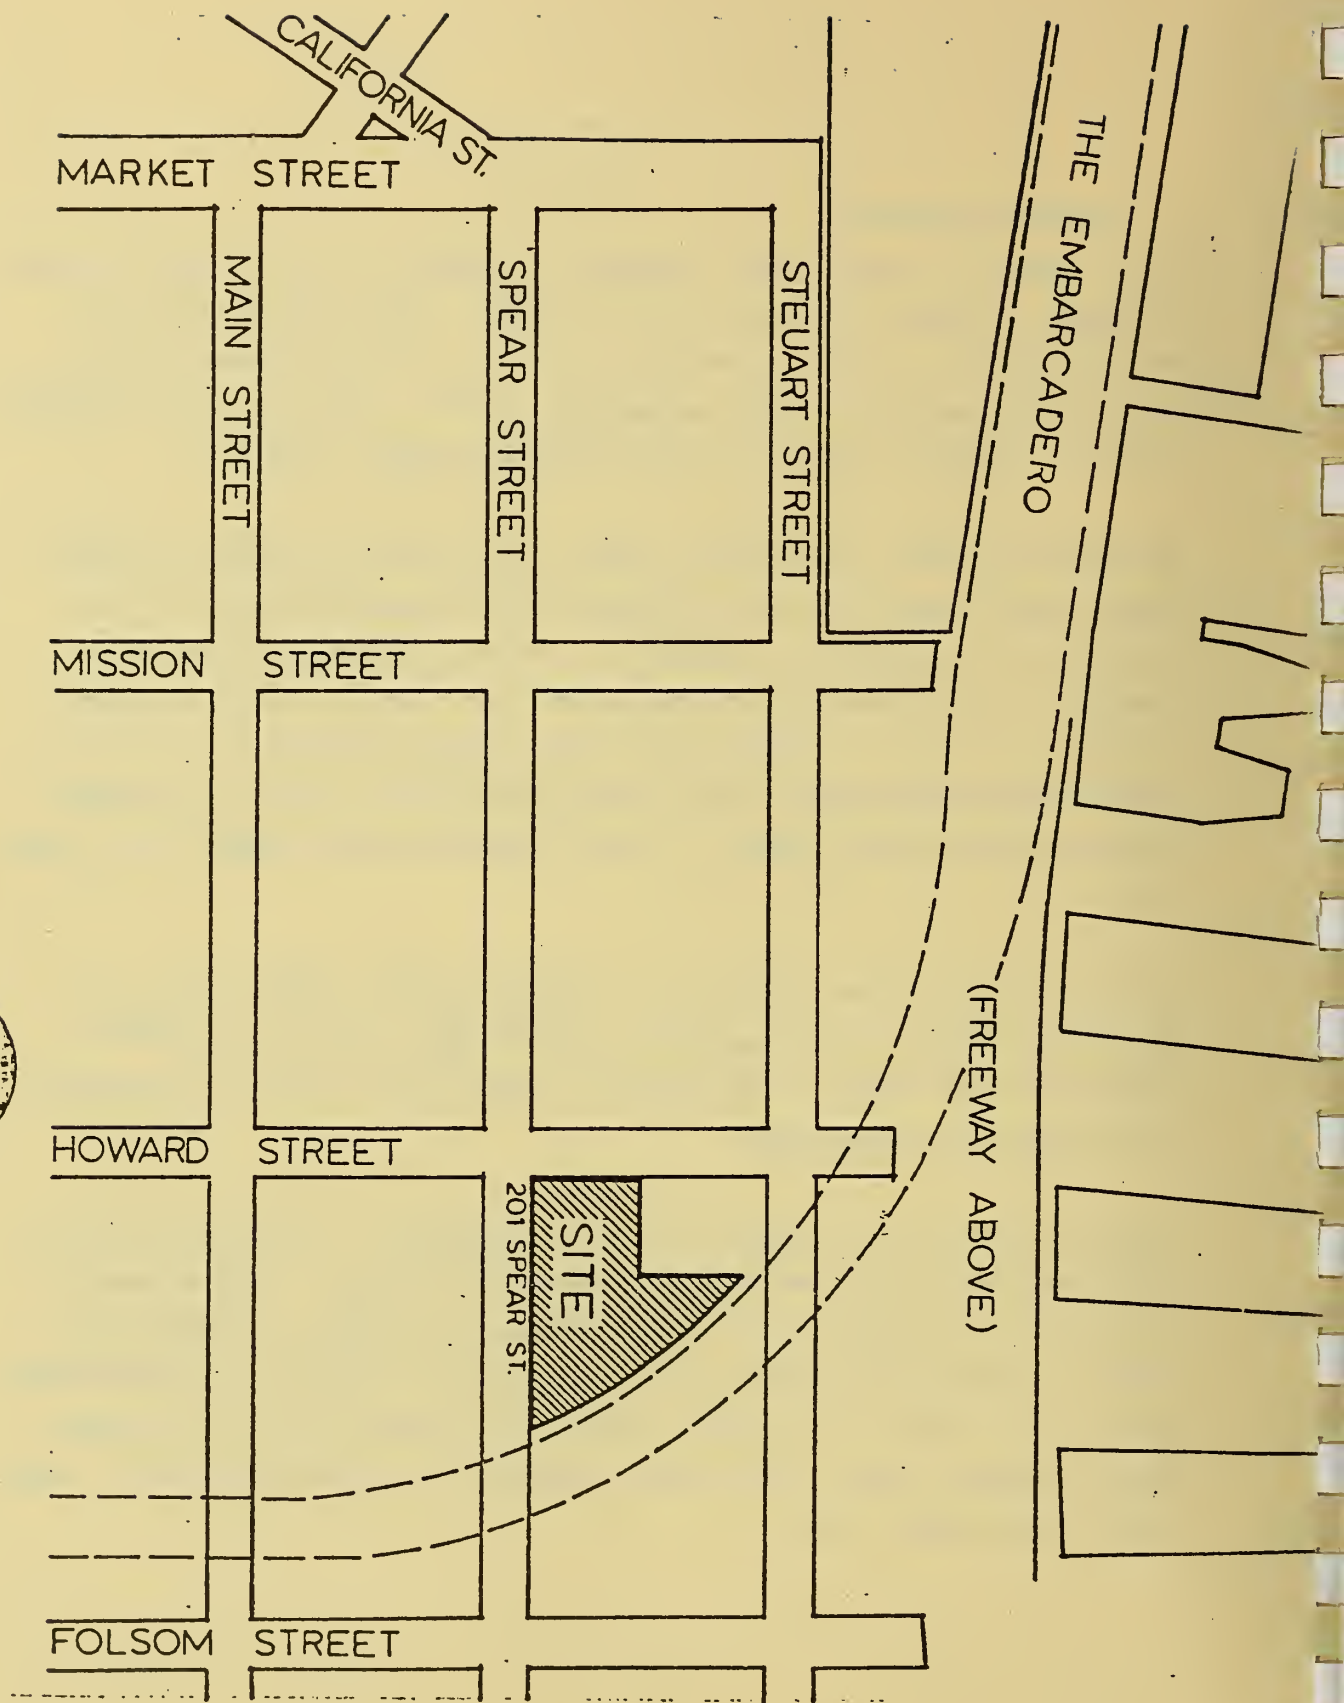 CALIFORNIA ST.
MARKET STREET
MAIN STREET
SPEAR STREET
STEUART STREET
THE EMBARCADERO
MISSION STREET
(FREEWAY ABOVE)
HOWARD STREET
201 SPEAR ST.
SITE
FOLSOM STREET